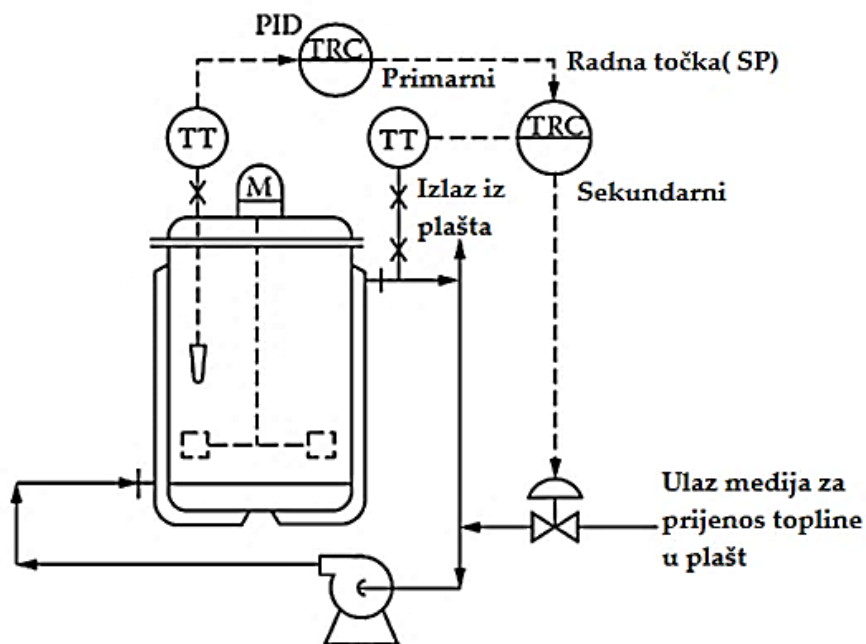 PID
TRC
Primarni
Radna točka( SP)
TT
TT
TRC
M
Izlaz iz
plašta
Sekundarni
Ulaz medija za
prijenos topline
u plašt